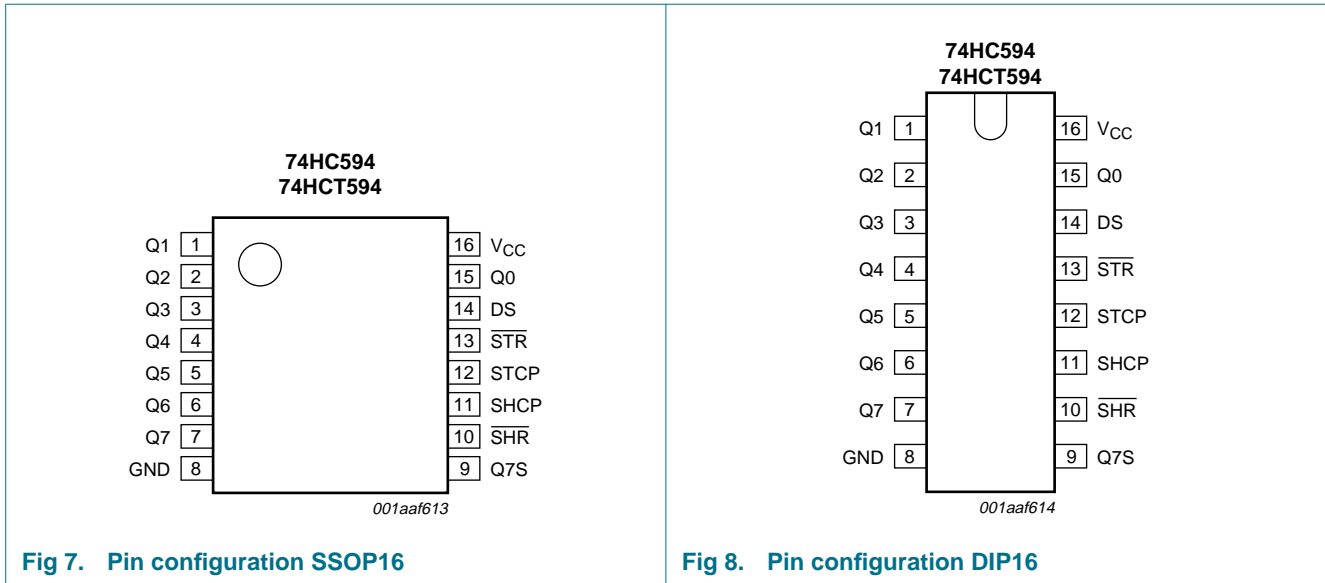 74HC594
74HCT594
Q1 1
Q2 2
Q3 3
Q4 4
Q5 5
Q6 6
Q7 7
GND 8
16 VCC
15 Q0
14 DS
13 S̅T̅R̅
12 STCP
11 SHCP
10 S̅H̅R̅
9 Q7S
001aaf613
Fig 7. Pin configuration SSOP16
74HC594
74HCT594
Q1 1
Q2 2
Q3 3
Q4 4
Q5 5
Q6 6
Q7 7
GND 8
16 VCC
15 Q0
14 DS
13 S̅T̅R̅
12 STCP
11 SHCP
10 S̅H̅R̅
9 Q7S
001aaf614
Fig 8. Pin configuration DIP16